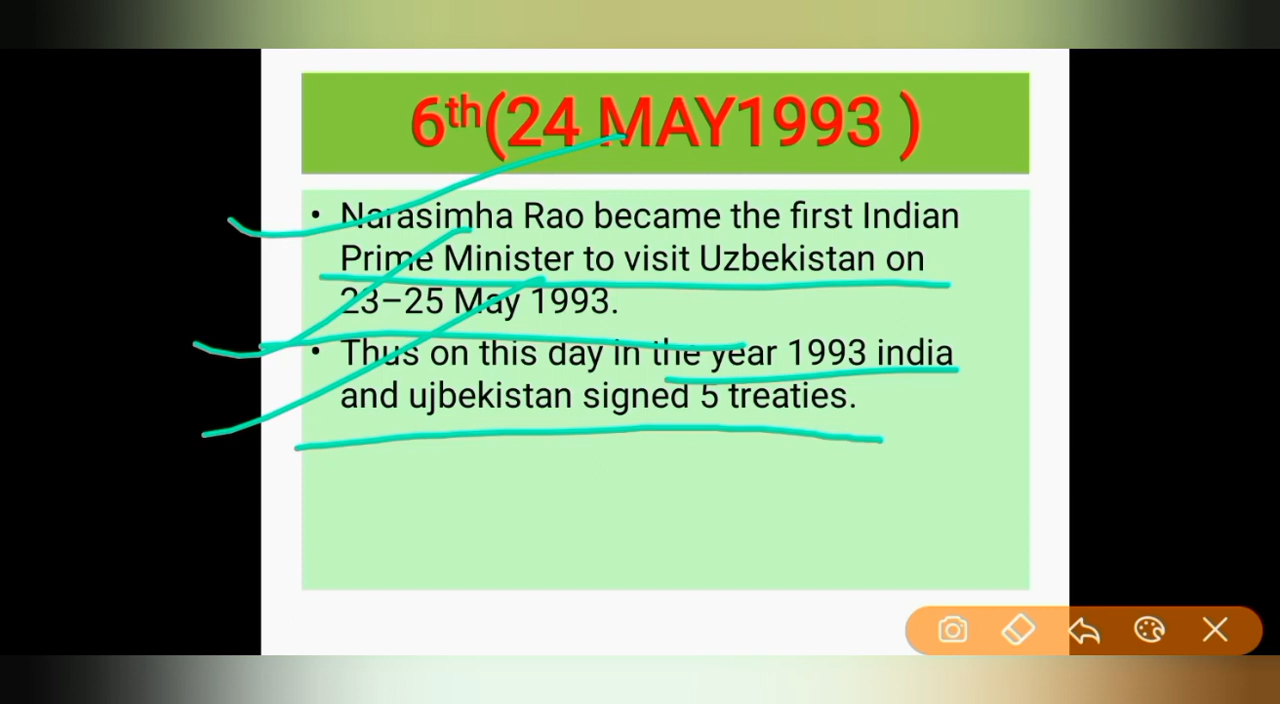 6th(24 MAY1993 )
• Narasimha Rao became the first Indian
Prime Minister to visit Uzbekistan on
23–25 May 1993.
• Thus on this day in the year 1993 india
and ujbekistan signed 5 treaties.